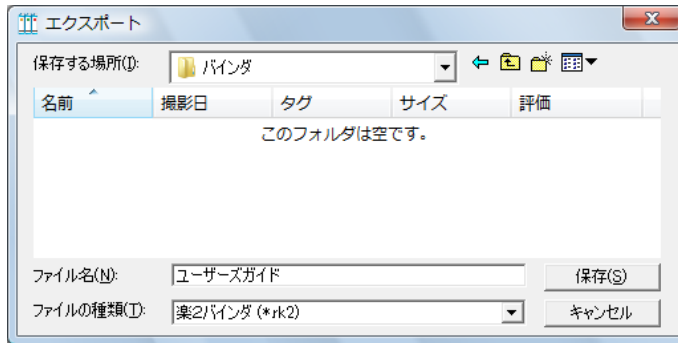 エクスポート
保存する場所(I): バインダ
名前 撮影日 タグ サイズ 評価
このフォルダは空です。
ファイル名(N): ユーザーズガイド 保存(S)
ファイルの種類(T): 楽2バインダ (*rk2) キャンセル